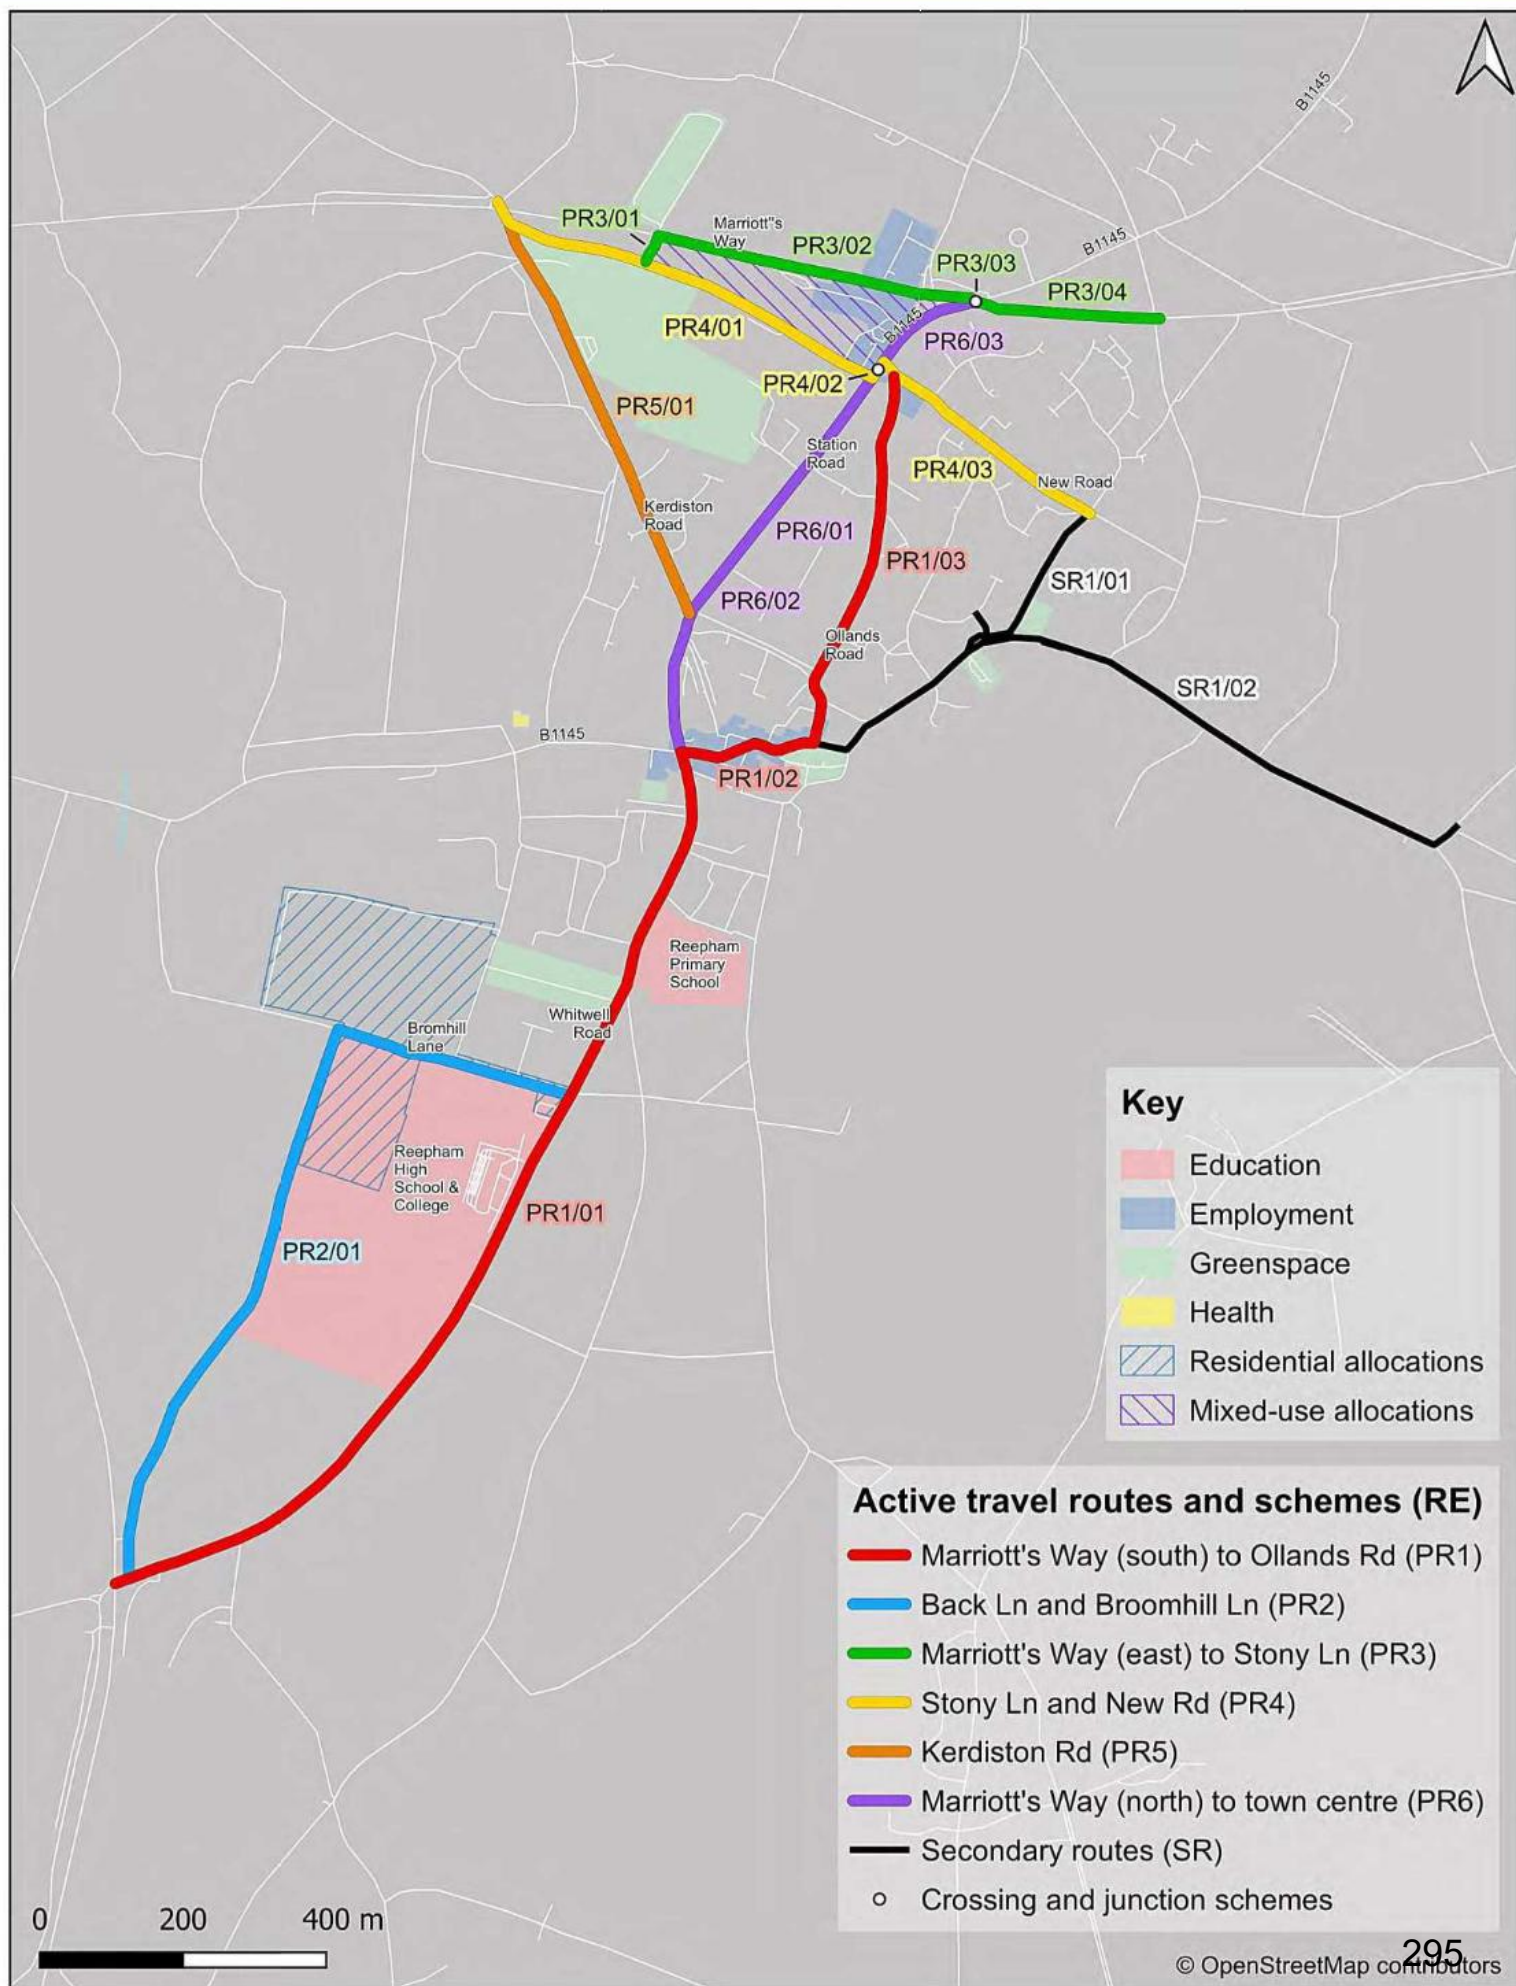 B1145
PR3/01
Marriott"s
Way
PR3/02
B1145
PR3/03
PR3/04
PR4/01
B1145
PR6/03
PR4/02
PR5/01
Station
Road
PR4/03
New Road
Kerdiston
Road
PR6/01
PR1/03
SR1/01
PR6/02
Ollands
Road
SR1/02
B1145
PR1/02
Reepham
Primary
School
Whitwell
Road
Bromhill
Lane
Reepham
High
School &
College
PR1/01
PR2/01
Key
Education
Employment
Greenspace
Health
Residential allocations
Mixed-use allocations
Active travel routes and schemes (RE)
Marriott's Way (south) to Ollands Rd (PR1)
Back Ln and Broomhill Ln (PR2)
Marriott's Way (east) to Stony Ln (PR3)
Stony Ln and New Rd (PR4)
Kerdiston Rd (PR5)
Marriott's Way (north) to town centre (PR6)
Secondary routes (SR)
Crossing and junction schemes
0 200 400 m
295
© OpenStreetMap contributors